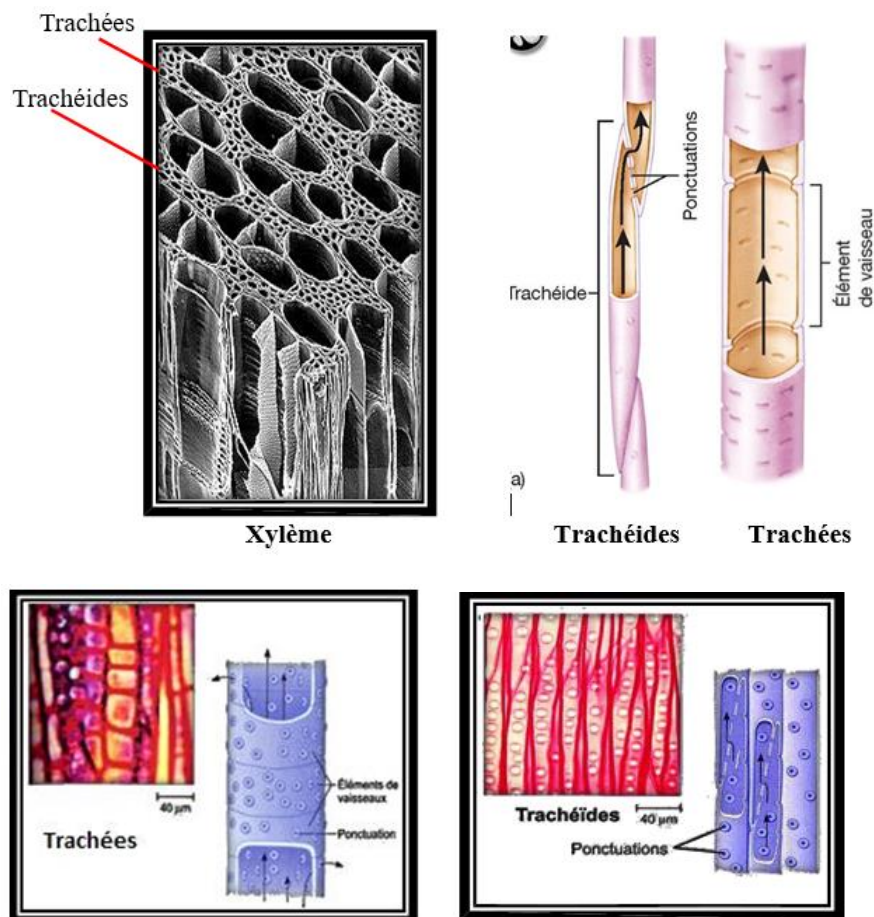 Trachées
Trachéides
Ponctuations
Trachéide
Élément
de vaisseau
a)
Xylème
Trachéides
Trachées
40 µm
Trachées
Éléments de
vaisseaux
Ponctuation
Trachéïdes
40 µm
Ponctuations